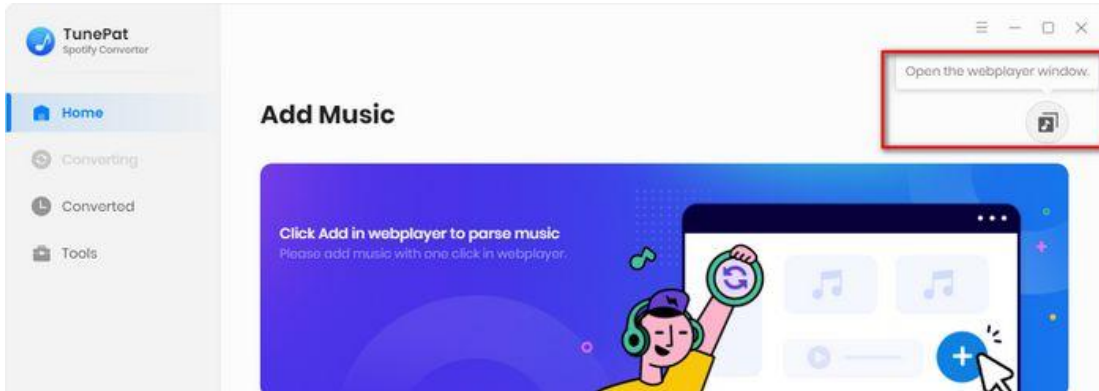 TunePat
Spotify Converter
Open the webplayer window.
Home
Add Music
Converting
Converted
Click Add in webplayer to parse music
Please add music with one click in webplayer.
Tools